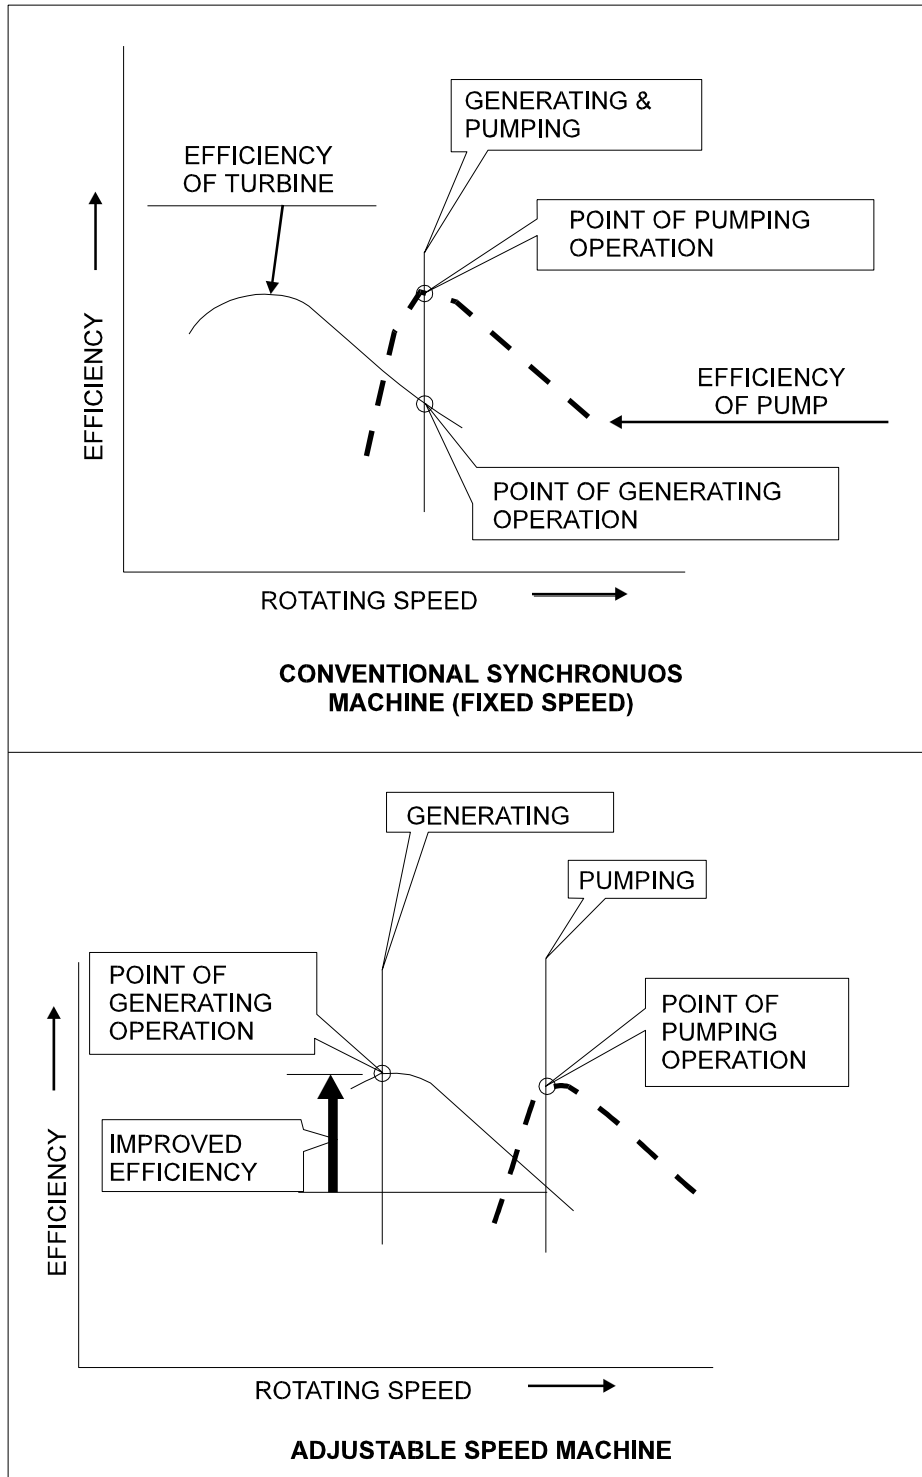 GENERATING &
PUMPING
EFFICIENCY
OF TURBINE
POINT OF PUMPING
OPERATION
EFFICIENCY
EFFICIENCY
OF PUMP
POINT OF GENERATING
OPERATION
ROTATING SPEED
CONVENTIONAL SYNCHRONUOS
MACHINE (FIXED SPEED)
GENERATING
PUMPING
POINT OF
GENERATING
OPERATION
POINT OF
PUMPING
OPERATION
IMPROVED
EFFICIENCY
EFFICIENCY
ROTATING SPEED
ADJUSTABLE SPEED MACHINE